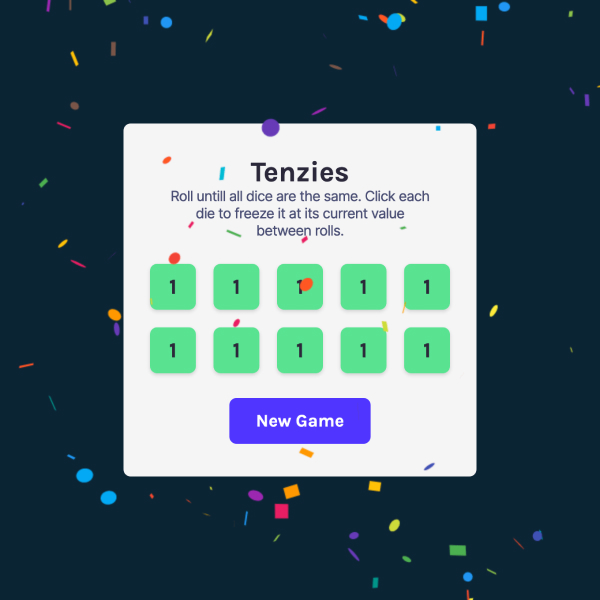 Tenzies
Roll untill all dice are the same. Click each
die to freeze it at its current value
between rolls.
1 1 1 1 1
1 1 1 1 1
New Game